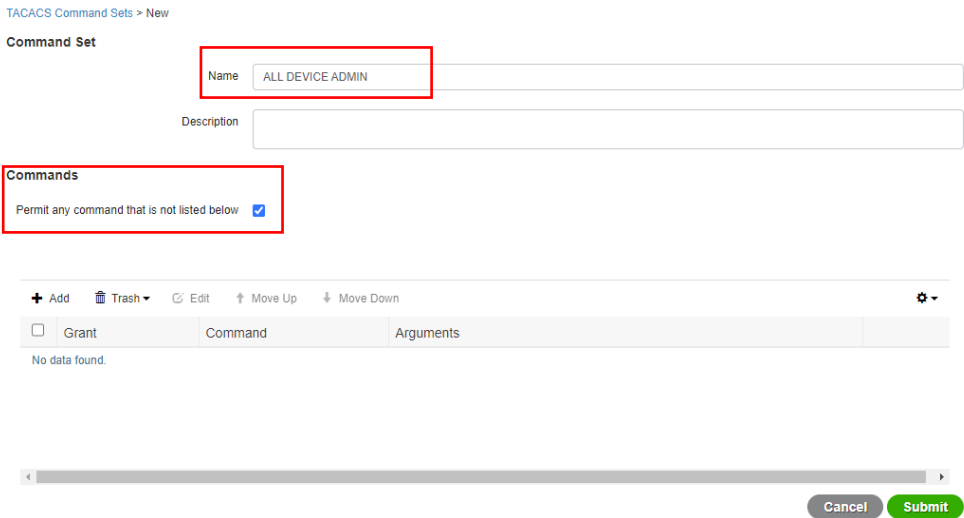 TACACS Command Sets > New
Command Set
Name ALL DEVICE ADMIN
Description
Commands
Permit any command that is not listed below
Add Trash Edit Move Up Move Down
Grant Command Arguments
No data found.
Cancel Submit